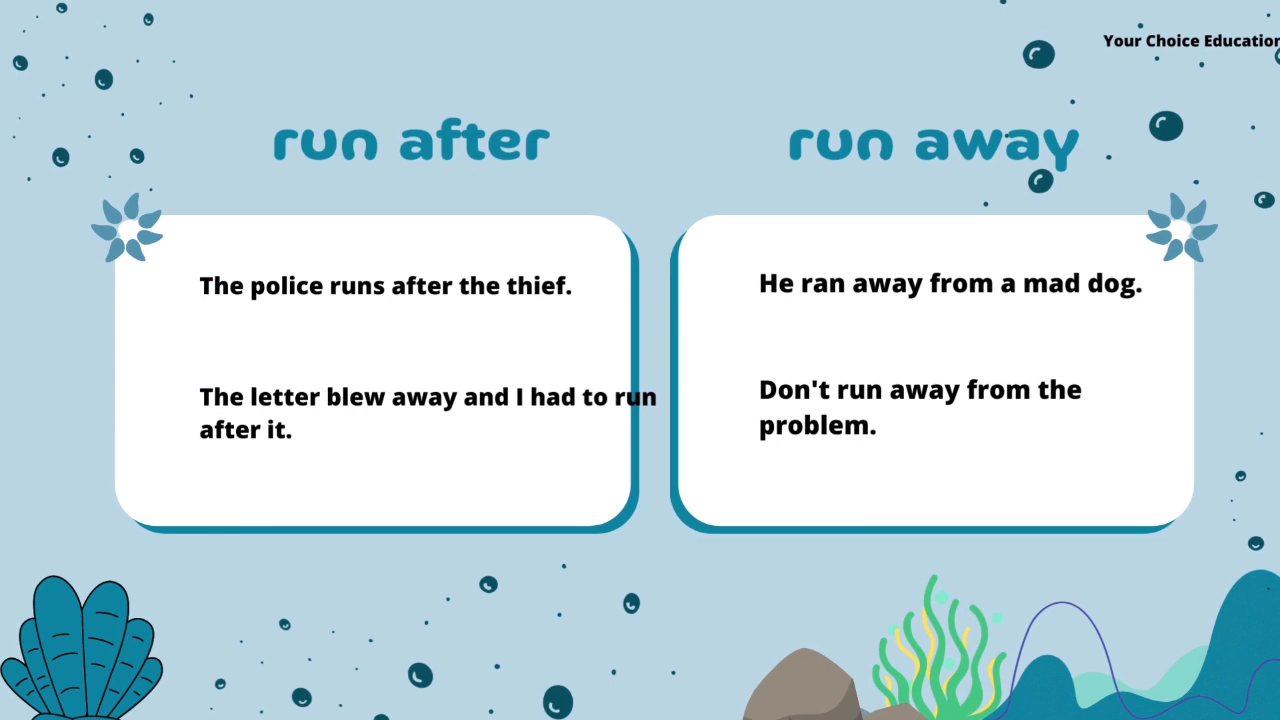 Your Choice Education
run after
The police runs after the thief.
The letter blew away and I had to run
after it.
run away
He ran away from a mad dog.
Don't run away from the
problem.